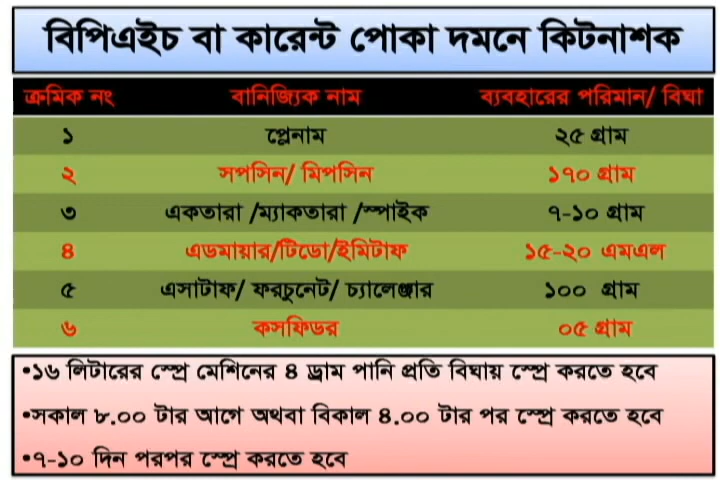 বিপিএইচ বা কারেন্ট পোকা দমনে কিটনাশক
ক্রমিক নং বানিজ্যিক নাম ব্যবহারের পরিমান/ বিঘা
১ প্লেনাম ২৫ গ্রাম
২ সপসিন/ মিপসিন ১৭০ গ্রাম
৩ একতারা /ম্যাকতারা /স্পাইক ৭-১০ গ্রাম
৪ এডমায়ার/টিডো/ইমিটাফ ১৫-২০ এমএল
৫ এসাটাফ/ ফরচুনেট/ চ্যালেঞ্জার ১০০ গ্রাম
৬ কসফিডর ০৫ গ্রাম
•১৬ লিটারের স্প্রে মেশিনের ৪ ড্রাম পানি প্রতি বিঘায় স্প্রে করতে হবে
•সকাল ৮.০০ টার আগে অথবা বিকাল ৪.০০ টার পর স্প্রে করতে হবে
•৭-১০ দিন পরপর স্প্রে করতে হবে